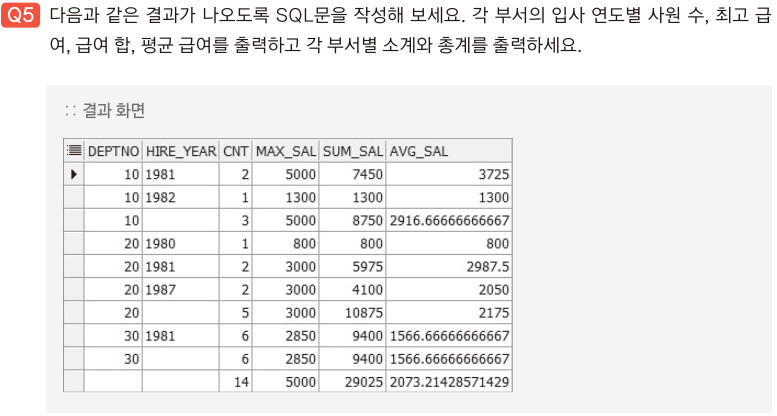 Q5 다음과 같은 결과가 나오도록 SQL문을 작성해 보세요. 각 부서의 입사 연도별 사원 수, 최고 급
여, 급여 합, 평균 급여를 출력하고 각 부서별 소계와 총계를 출력하세요.
:: 결과 화면
DEPTNO HIRE_YEAR CNT MAX_SAL SUM_SAL AVG_SAL
10 1981 2 5000 7450 3725
10 1982 1 1300 1300 1300
10 3 5000 8750 2916.66666666667
20 1980 1 800 800 800
20 1981 2 3000 5975 2987.5
20 1987 2 3000 4100 2050
20 5 3000 10875 2175
30 1981 6 2850 9400 1566.66666666667
30 6 2850 9400 1566.66666666667
14 5000 29025 2073.21428571429